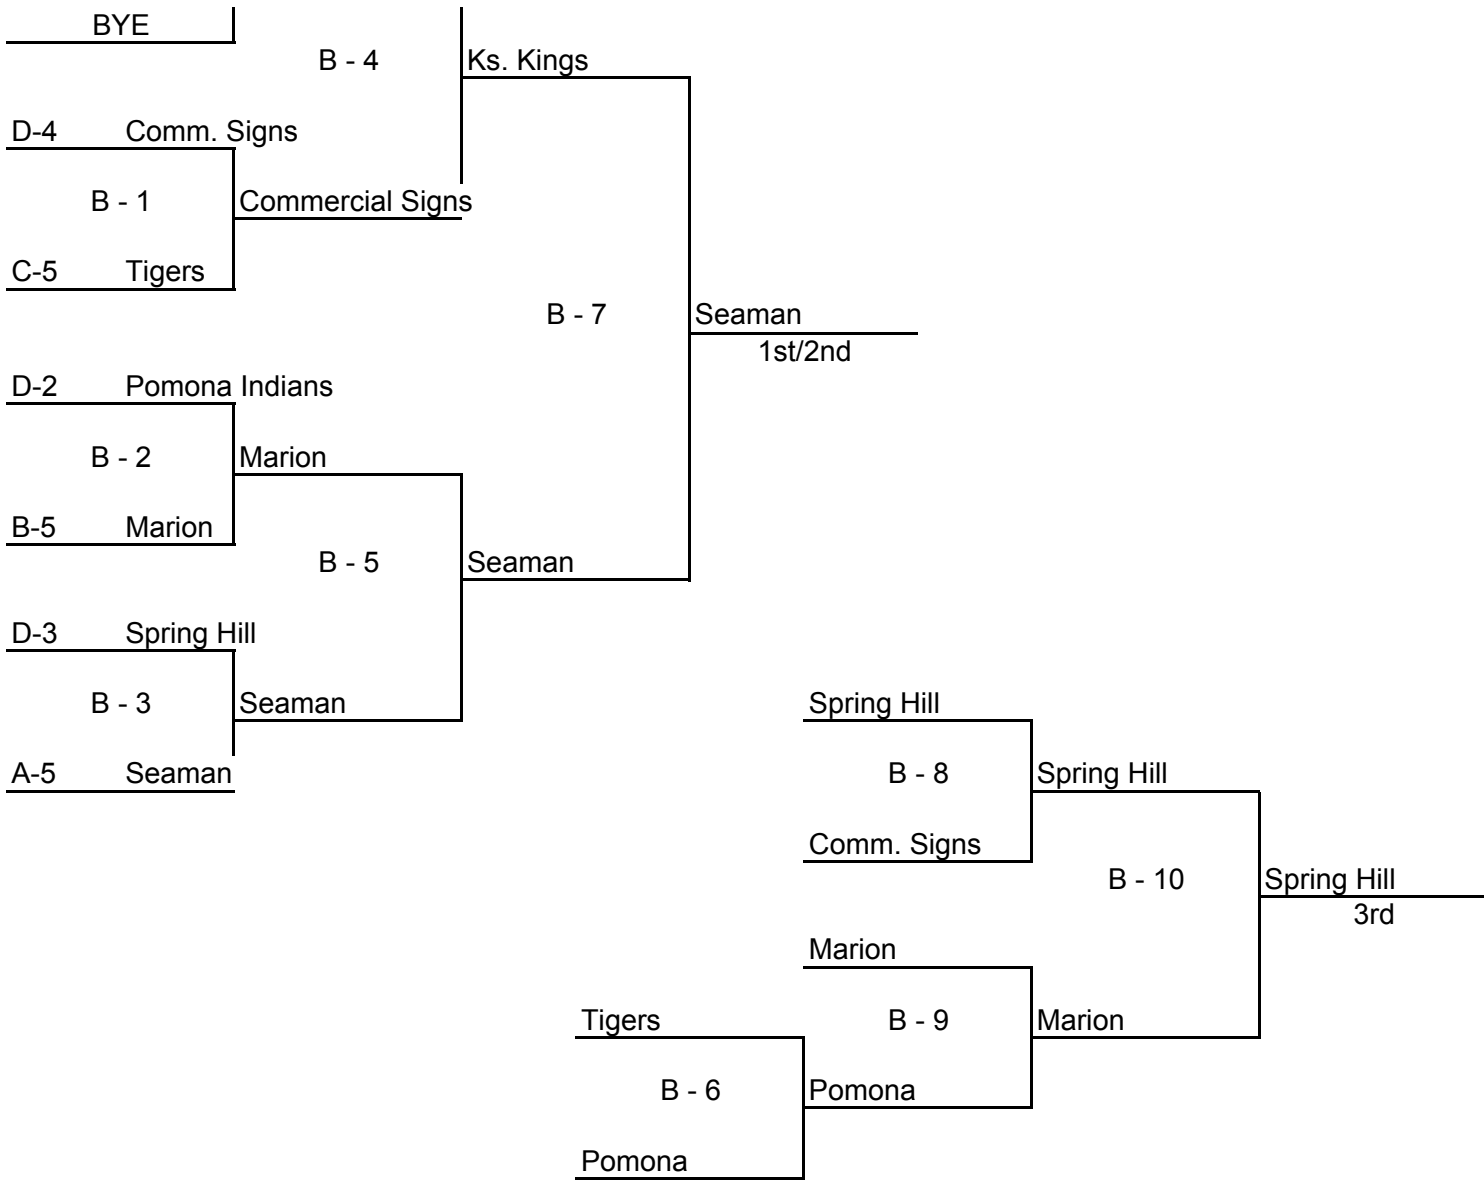 BYE
B - 4 Ks. Kings
D-4 Comm. Signs
B - 1 Commercial Signs
C-5 Tigers
B - 7 Seaman
1st/2nd
D-2 Pomona Indians
B - 2 Marion
B-5 Marion
B - 5 Seaman
D-3 Spring Hill
B - 3 Seaman Spring Hill
A-5 Seaman B - 8 Spring Hill
Comm. Signs
B - 10 Spring Hill
3rd
Marion
Tigers B - 9 Marion
B - 6 Pomona
Pomona